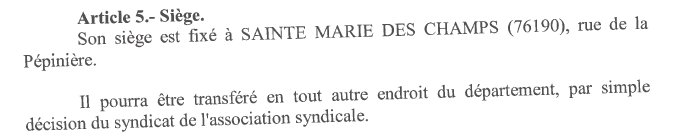 Article 5.- Siège.
Son siège est fixé à SAINTE MARIE DES CHAMPS (76190), rue de la
Pépinière.
Il pourra être transféré en tout autre endroit du département, par simple
décision du syndicat de l'association syndicale.